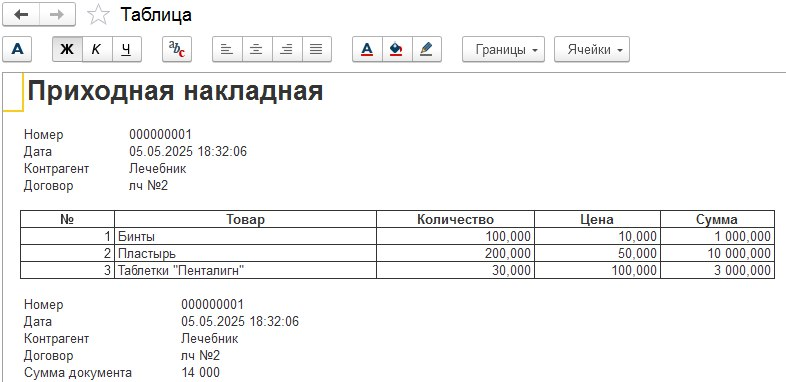 Таблица
А Ж К Ч abc А Границы Ячейки
Приходная накладная
Номер 000000001
Дата 05.05.2025 18:32:06
Контрагент Лечебник
Договор лч №2
№ Товар Количество Цена Сумма
1 Бинты 100,000 10,000 1 000,000
2 Пластырь 200,000 50,000 10 000,000
3 Таблетки "Пенталигн" 30,000 100,000 3 000,000
Номер 000000001
Дата 05.05.2025 18:32:06
Контрагент Лечебник
Договор лч №2
Сумма документа 14 000